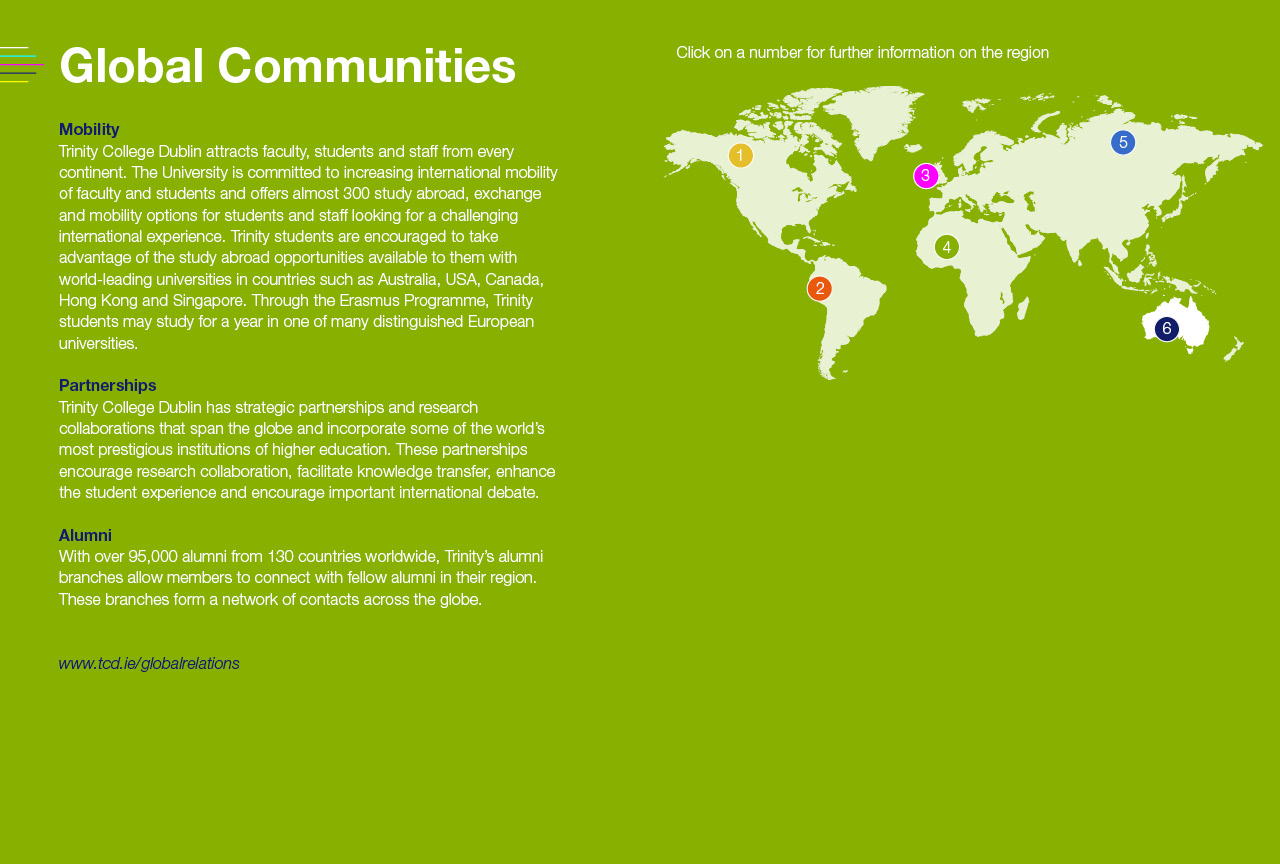 Global Communities
Mobility
Trinity College Dublin attracts faculty, students and staff from every
continent. The University is committed to increasing international mobility
of faculty and students and offers almost 300 study abroad, exchange
and mobility options for students and staff looking for a challenging
international experience. Trinity students are encouraged to take
advantage of the study abroad opportunities available to them with
world-leading universities in countries such as Australia, USA, Canada,
Hong Kong and Singapore. Through the Erasmus Programme, Trinity
students may study for a year in one of many distinguished European
universities.
Partnerships
Trinity College Dublin has strategic partnerships and research
collaborations that span the globe and incorporate some of the world’s
most prestigious institutions of higher education. These partnerships
encourage research collaboration, facilitate knowledge transfer, enhance
the student experience and encourage important international debate.
Alumni
With over 95,000 alumni from 130 countries worldwide, Trinity’s alumni
branches allow members to connect with fellow alumni in their region.
These branches form a network of contacts across the globe.
www.tcd.ie/globalrelations
Click on a number for further information on the region
1
2
3
4
5
6